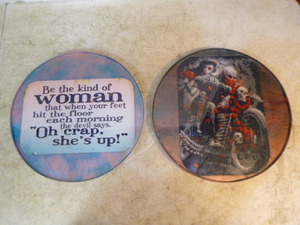 Be the kind of
woman
that when your feet
hit the floor
each morning
the devil says,
"Oh crap,
she's up!"